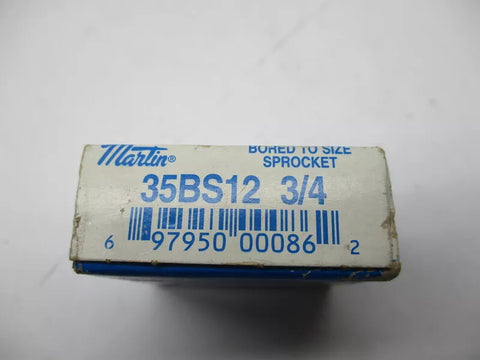 Martin® BORED TO SIZE
SPROCKET
35BS12 3/4
6 97950 00086 2